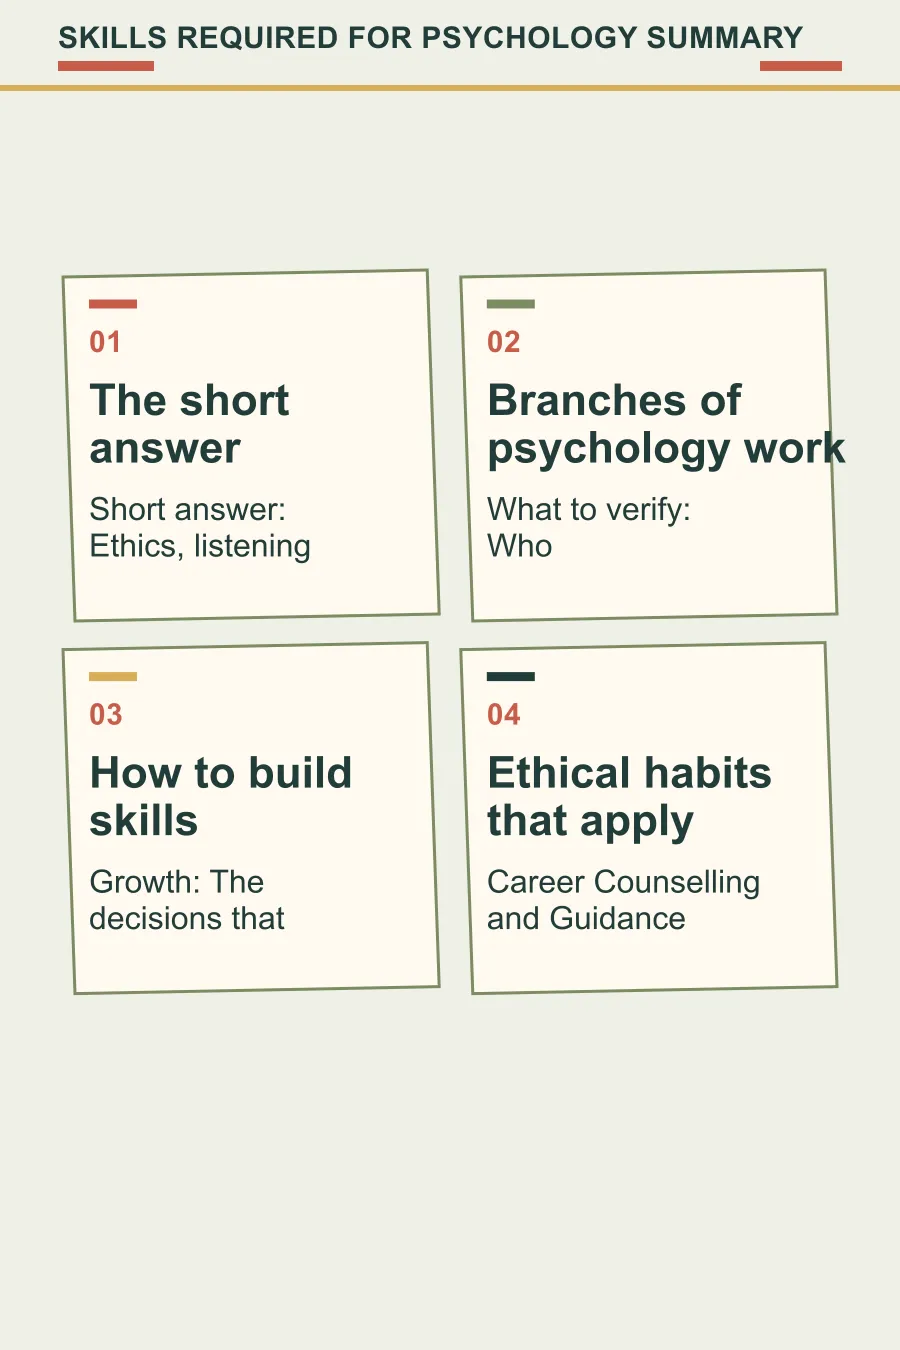 SKILLS REQUIRED FOR PSYCHOLOGY SUMMARY
01
The short
answer
Short answer:
Ethics, listening
02
Branches of
psychology work
What to verify:
Who
03
How to build
skills
Growth: The
decisions that
04
Ethical habits
that apply
Career Counselling
and Guidance